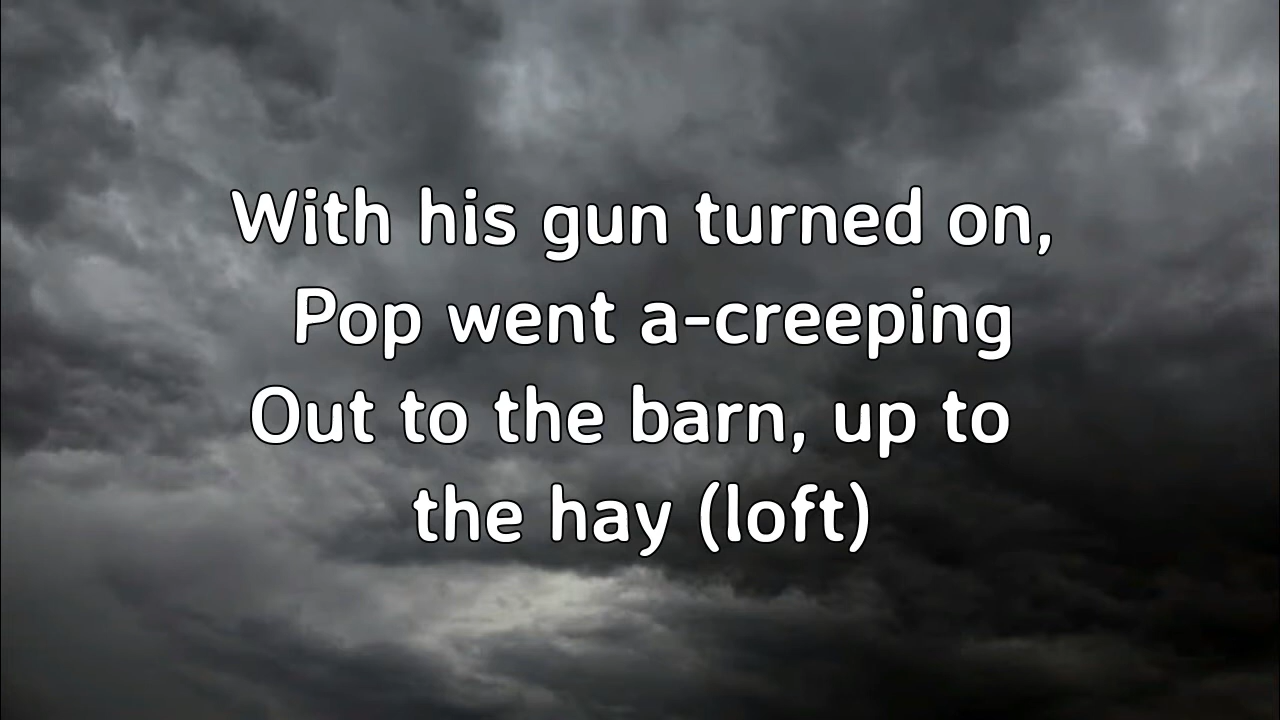 With his gun turned on,
Pop went a-creeping
Out to the barn, up to
the hay (loft)